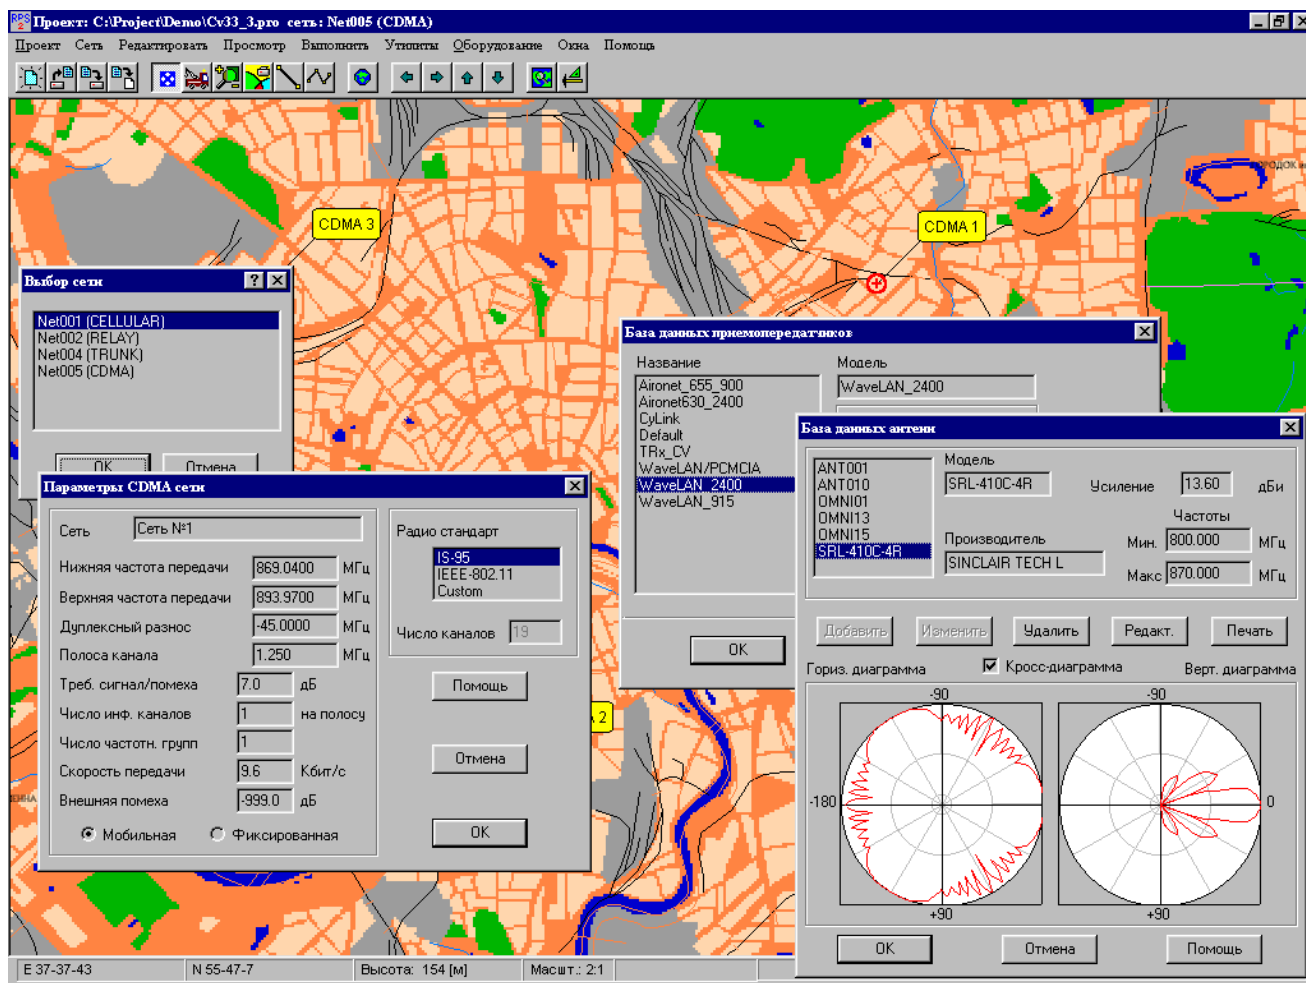 RPS 2
Проект: C:\Project\Demo\Cv33_3.pro сеть: Net005 (CDMA)
Проект Сеть Редактировать Просмотр Выполнить Утилиты Оборудование Окна Помощь
CDMA 3
CDMA 1
Выбор сети
Net001 (CELLULAR)
Net002 (RELAY)
Net004 (TRUNK)
Net005 (CDMA)
OK Отмена
База данных приемопередатчиков
Название
Модель
Aironet_655_900
Aironet630_2400
CyLink
Default
TRx_CV
WaveLAN/PCMCIA
WaveLAN_2400
WaveLAN_915
WaveLAN_2400
OK
Параметры CDMA сети
Сеть Сеть №1
Нижняя частота передачи 869.0400 МГц
Верхняя частота передачи 893.9700 МГц
Дуплексный разнос -45.0000 МГц
Полоса канала 1.250 МГц
Треб. сигнал/помеха 7.0 дБ
Число инф. каналов 1 на полосу
Число частотн. групп 1
Скорость передачи 9.6 Кбит/с
Внешняя помеха -999.0 дБ
Мобильная Фиксированная
Радио стандарт
IS-95
IEEE-802.11
Custom
Число каналов 19
Помощь
Отмена
OK
2
База данных антенн
ANT001
ANT010
OMNI01
OMNI13
OMNI15
SRL-410C-4R
Модель
SRL-410C-4R
Усиление 13.60 дБи
Частоты
Производитель
SINCLAIR TECH L
Мин. 800.000 МГц
Макс 870.000 МГц
Добавить Изменить Удалить Редакт. Печать
Гориз. диаграмма Кросс-диаграмма Верт. диаграмма
-90 -90
-180 0
+90 +90
OK Отмена Помощь
E 37-37-43 N 55-47-7 Высота: 154 [м] Масшт.: 2:1